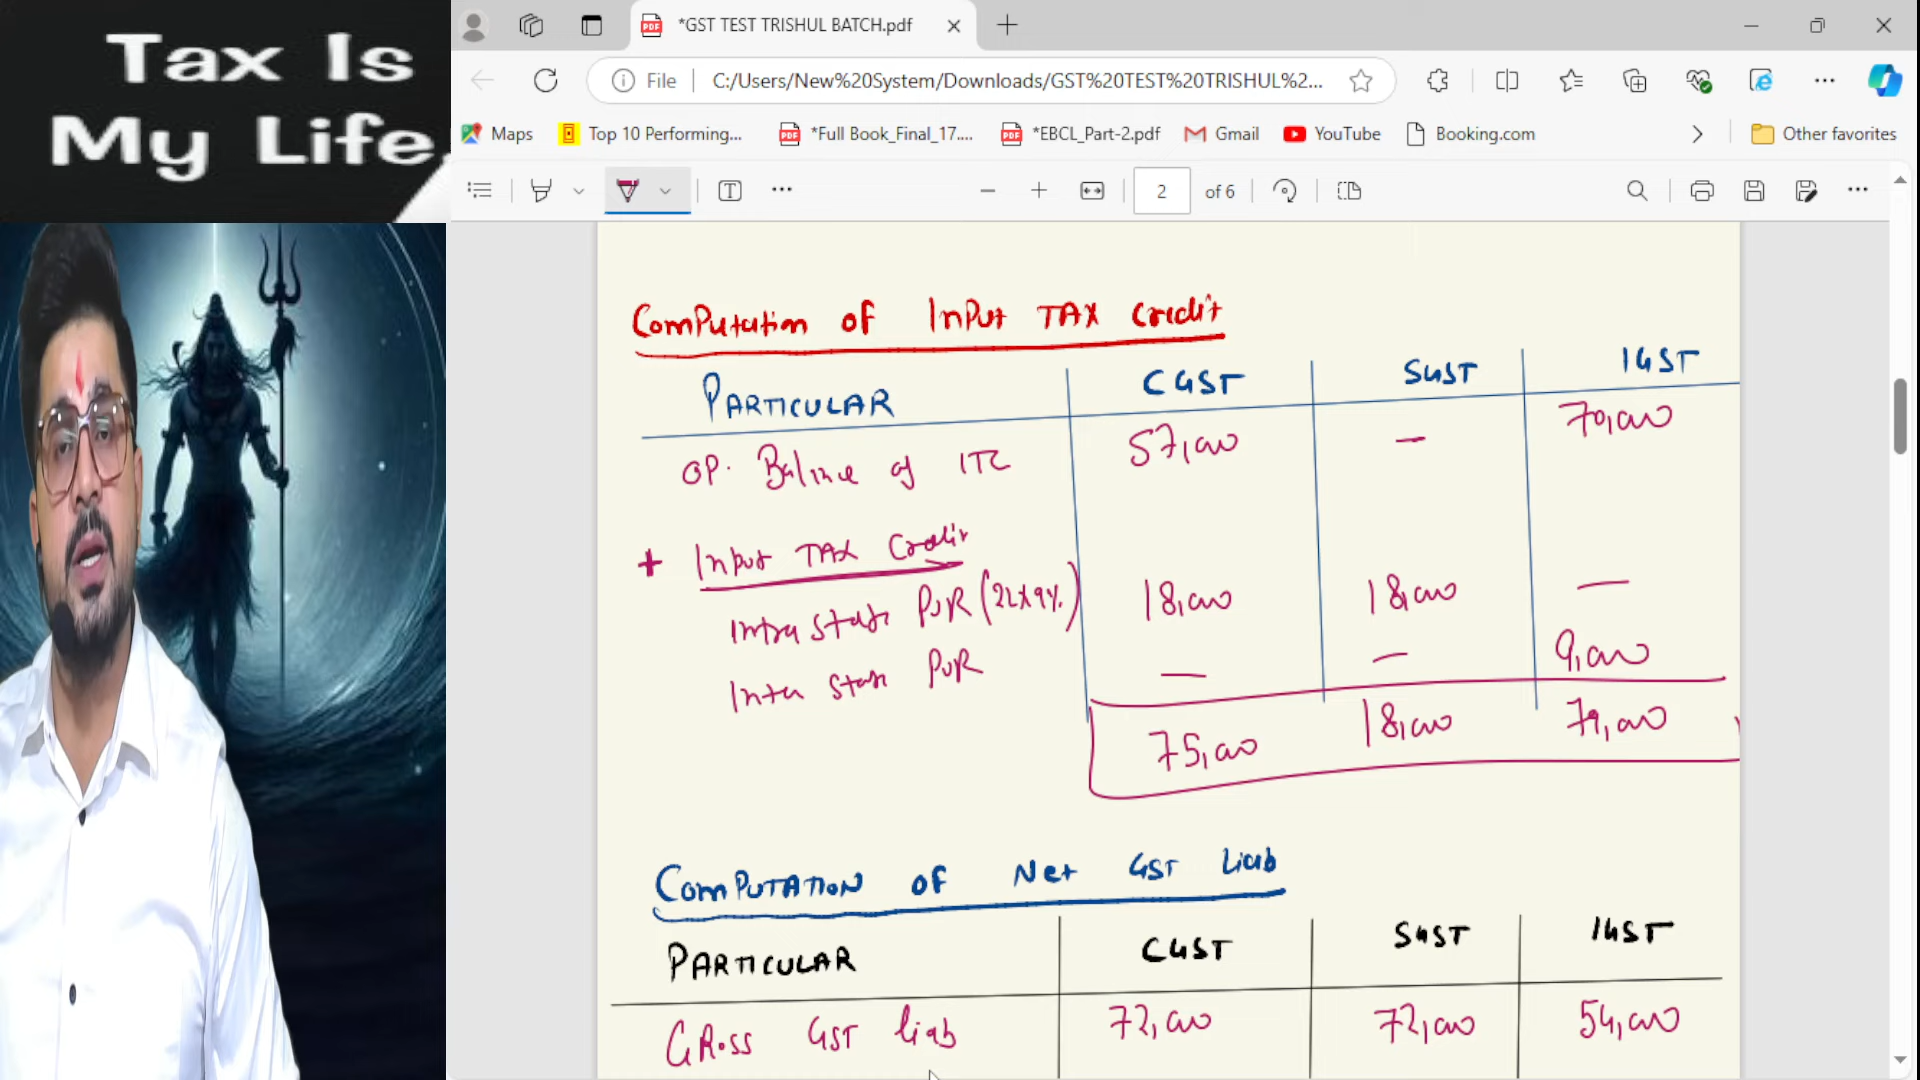 Tax Is
My Life.
*GST TEST TRISHUL BATCH.pdf
File
C:/Users/New%20System/Downloads/GST%20TEST%20TRISHUL%2...
Maps
Top 10 Performing...
*Full Book_Final_17....
*EBCL_Part-2.pdf
Gmail
YouTube
Booking.com
Other favorites
2 of 6
Computation of Input TAX Credit
PARTICULAR CGST SGST IGST
OP. Balance of ITC 57,000 — 70,000
+ Input TAX Credit
Intra State PUR (2L×9%) 18,000 18,000 —
Inter State PUR — — 9,000
75,000 18,000 79,000
COMPUTATION OF Net GST Liab
PARTICULAR CGST SGST IGST
GROSS GST liab 72,000 72,000 54,000